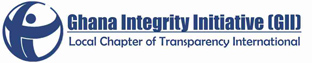 Ghana Integrity Initiative (GII)
Local Chapter of Transparency International